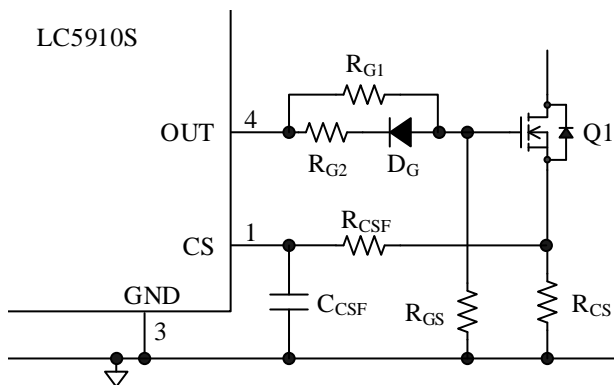 LC5910S
RG1
OUT
4
RG2
DG
Q1
RCSF
CS
1
GND
3
CCSF
RGS
RCS